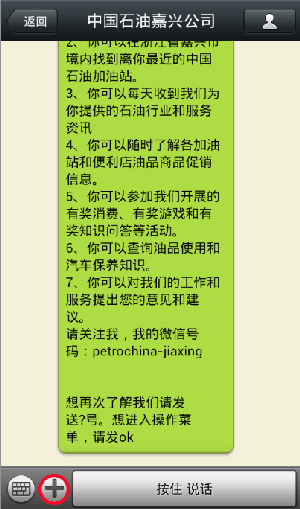 返回
中国石油嘉兴公司
2、你可以在浙江省嘉兴市
境内找到离你最近的中国
石油加油站。
3、你可以每天收到我们为
你提供的石油行业和服务
资讯
4、你可以随时了解各加油
站和便利店油品商品促销
信息。
5、你可以参加我们开展的
有奖消费、有奖游戏和有
奖知识问答等活动。
6、你可以查询油品使用和
汽车保养知识。
7、你可以对我们的工作和
服务提出您的意见和建
议。
请关注我，我的微信号
码：petrochina-jiaxing
想再次了解我们请发
送?号。想进入操作菜
单，请发ok
按住 说话